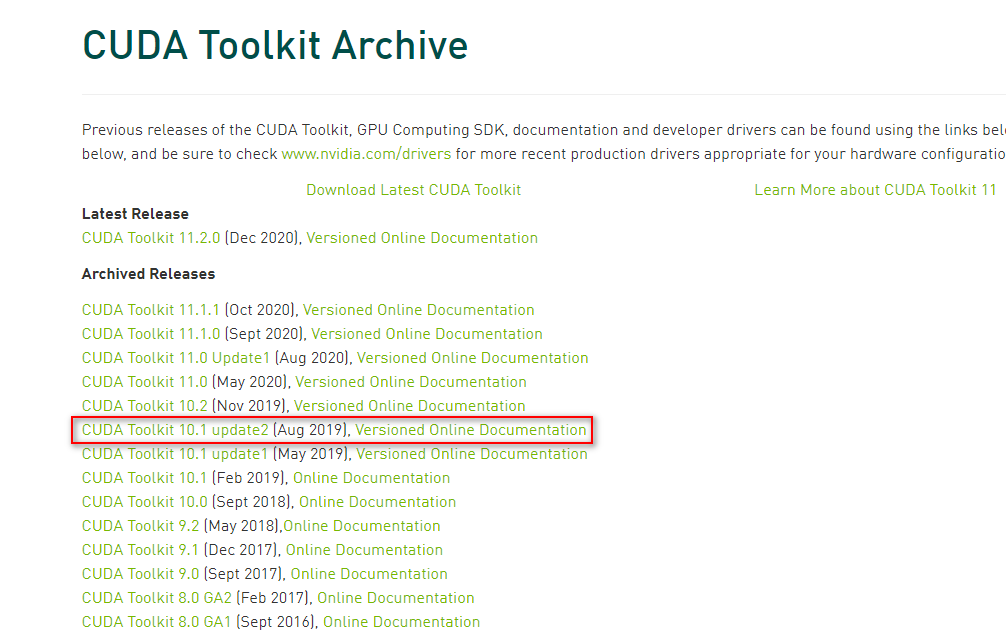 CUDA Toolkit Archive
Previous releases of the CUDA Toolkit, GPU Computing SDK, documentation and developer drivers can be found using the links
below, and be sure to check www.nvidia.com/drivers for more recent production drivers appropriate for your hardware
Download Latest CUDA Toolkit Learn More about CUDA Toolkit 11
Latest Release
CUDA Toolkit 11.2.0 (Dec 2020), Versioned Online Documentation
Archived Releases
CUDA Toolkit 11.1.1 (Oct 2020), Versioned Online Documentation
CUDA Toolkit 11.1.0 (Sept 2020), Versioned Online Documentation
CUDA Toolkit 11.0 Update1 (Aug 2020), Versioned Online Documentation
CUDA Toolkit 11.0 (May 2020), Versioned Online Documentation
CUDA Toolkit 10.2 (Nov 2019), Versioned Online Documentation
CUDA Toolkit 10.1 update2 (Aug 2019), Versioned Online Documentation
CUDA Toolkit 10.1 update1 (May 2019), Versioned Online Documentation
CUDA Toolkit 10.1 (Feb 2019), Online Documentation
CUDA Toolkit 10.0 (Sept 2018), Online Documentation
CUDA Toolkit 9.2 (May 2018),Online Documentation
CUDA Toolkit 9.1 (Dec 2017), Online Documentation
CUDA Toolkit 9.0 (Sept 2017), Online Documentation
CUDA Toolkit 8.0 GA2 (Feb 2017), Online Documentation
CUDA Toolkit 8.0 GA1 (Sept 2016), Online Documentation